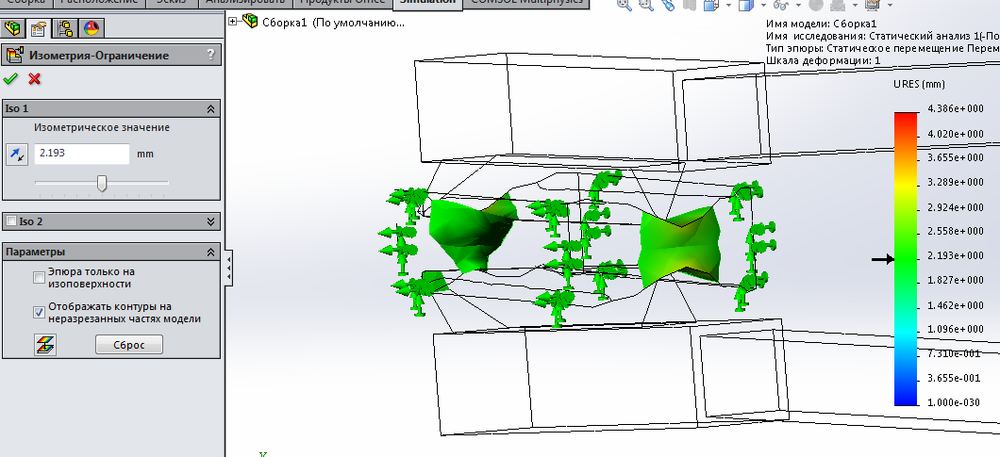 Сборка Расположение Эскиз Анализировать Продукты Office Simulation COMSOL Multiphysics
Сборка1 (По умолчанию...
Имя модели: Сборка1
Имя исследования: Статический анализ 1(-По
Тип эпюры: Статическое перемещение Перем
Шкала деформации: 1
Изометрия-Ограничение
?
Iso 1
Изометрическое значение
2.193 mm
Iso 2
Параметры
Эпюра только на
изоповерхности
Отображать контуры на
неразрезанных частях модели
Сброс
URES (mm)
4.386e+000
4.020e+000
3.655e+000
3.289e+000
2.924e+000
2.558e+000
2.193e+000
1.827e+000
1.462e+000
1.096e+000
7.310e-001
3.655e-001
1.000e-030
Y